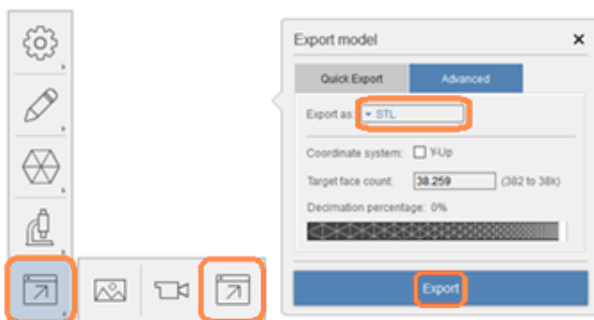 Export model
Quick Export Advanced
Export as: STL
Coordinate system: Y-Up
Target face count: 38.259 (382 to 38k)
Decimation percentage: 0%
Export